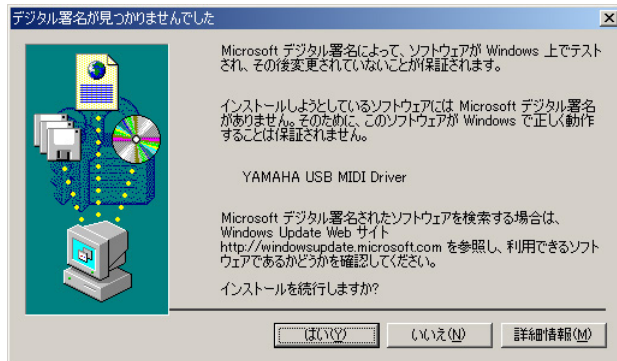 デジタル署名が見つかりませんでした
Microsoft デジタル署名によって、ソフトウェアが Windows 上でテスト
され、その後変更されていないことが保証されます。
インストールしようとしているソフトウェアには Microsoft デジタル署名
がありません。そのために、このソフトウェアが Windows で正しく動作
することは保証されません。
YAMAHA USB MIDI Driver
Microsoft デジタル署名されたソフトウェアを検索する場合は、
Windows Update Web サイト
http://windowsupdate.microsoft.com を参照し、利用できるソフト
ウェアであるかどうかを確認してください。
インストールを続行しますか?
はい(Y) いいえ(N) 詳細情報(M)